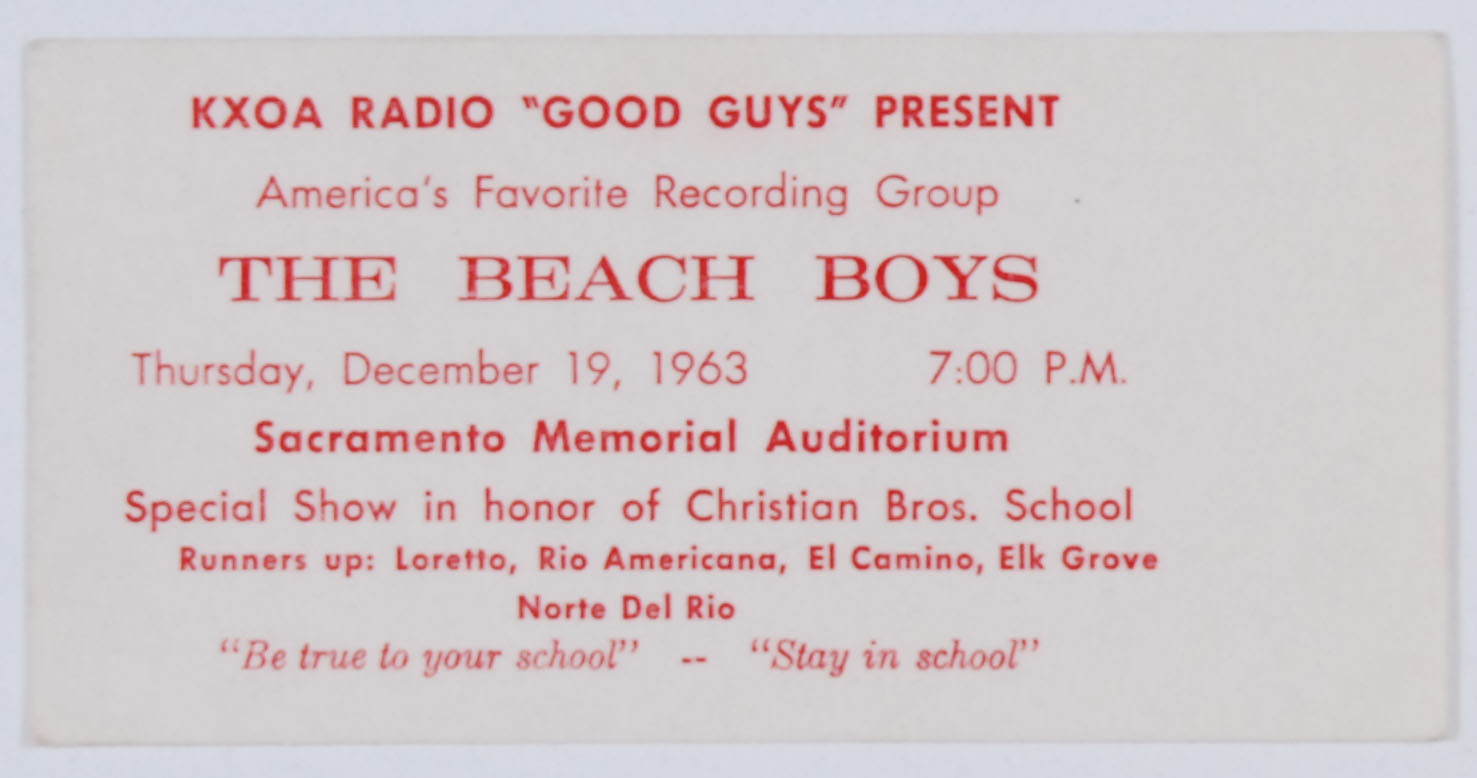 KXOA RADIO "GOOD GUYS" PRESENT
America's Favorite Recording Group
THE BEACH BOYS
Thursday, December 19, 1963 7:00 P.M.
Sacramento Memorial Auditorium
Special Show in honor of Christian Bros. School
Runners up: Loretto, Rio Americana, El Camino, Elk Grove
Norte Del Rio
"Be true to your school" -- "Stay in school"